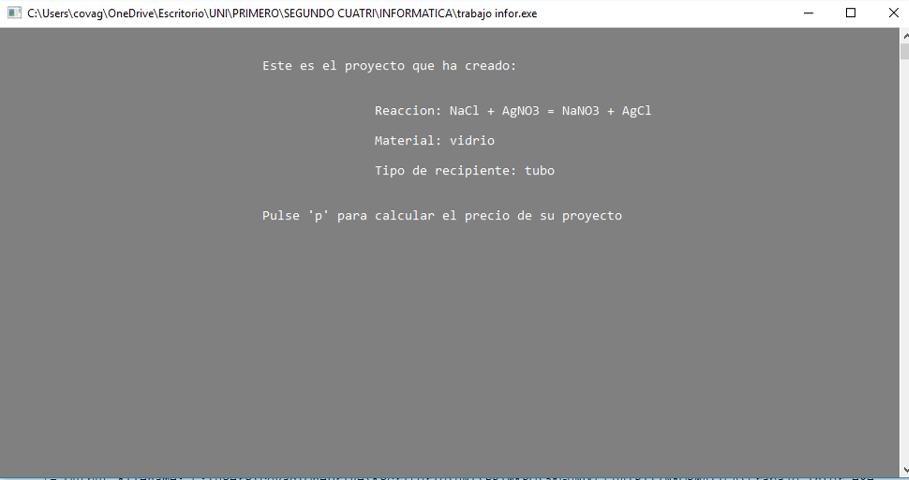 C:\Users\covag\OneDrive\Escritorio\UNI\PRIMERO\SEGUNDO CUATRI\INFORMATICA\trabajo infor.exe
Este es el proyecto que ha creado:
Reaccion: NaCl + AgNO3 = NaNO3 + AgCl
Material: vidrio
Tipo de recipiente: tubo
Pulse 'p' para calcular el precio de su proyecto